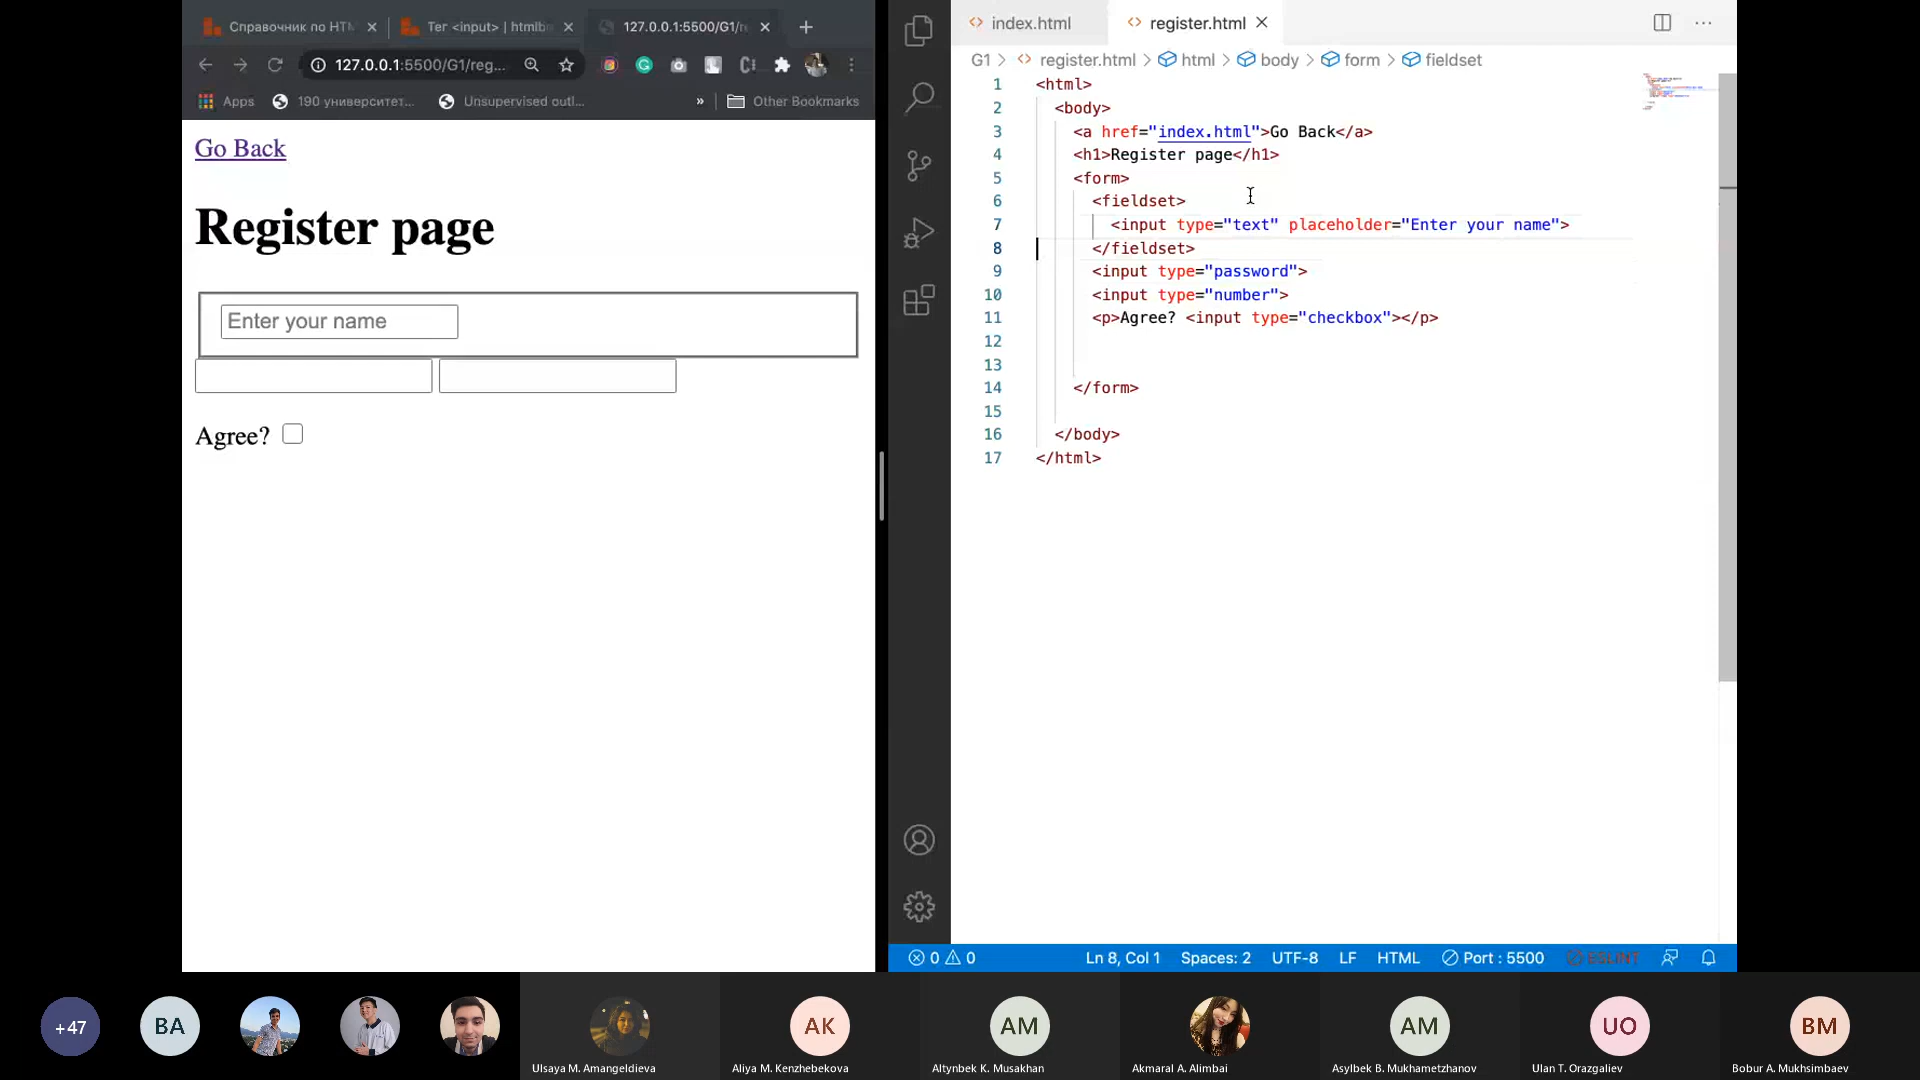 Справочник по HTM
Тег <input> | htmlb
127.0.0.1:5500/G1/r
127.0.0.1:5500/G1/reg...
Apps
190 университет...
Unsupervised outl...
»
Other Bookmarks
Go Back
Register page
Enter your name
Agree?
index.html
register.html
G1 > register.html > html > body > form > fieldset
1 <html>
2 <body>
3 <a href="index.html">Go Back</a>
4 <h1>Register page</h1>
5 <form>
6 <fieldset>
7 <input type="text" placeholder="Enter your name">
8 </fieldset>
9 <input type="password">
10 <input type="number">
11 <p>Agree? <input type="checkbox"></p>
12
13
14 </form>
15
16 </body>
17 </html>
0 0
Ln 8, Col 1
Spaces: 2
UTF-8
LF
HTML
Port : 5500
ESLINT
+47
BA
AK
AM
AM
UO
BM
Ulsaya M. Amangeldieva
Aliya M. Kenzhebekova
Altynbek K. Musakhan
Akmaral A. Alimbai
Asylbek B. Mukhametzhanov
Ulan T. Orazgaliev
Bobur A. Mukhsimbaev